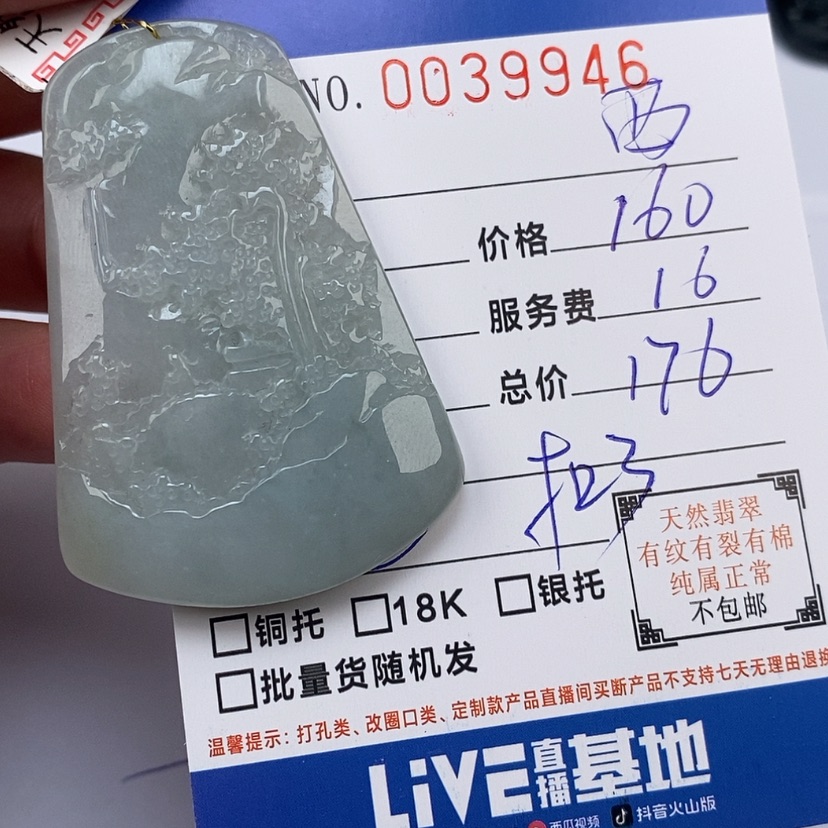 天
NO. 0039946
西
价格 160
服务费 16
总价 176
天然翡翠
有纹有裂有棉
纯属正常
不包邮
铜托 18K 银托
批量货随机发
温馨提示：打孔类、改圈口类、定制款产品直播间买断产品不支持七天无理由退换
LiVE直播基地
西瓜视频 抖音火山版